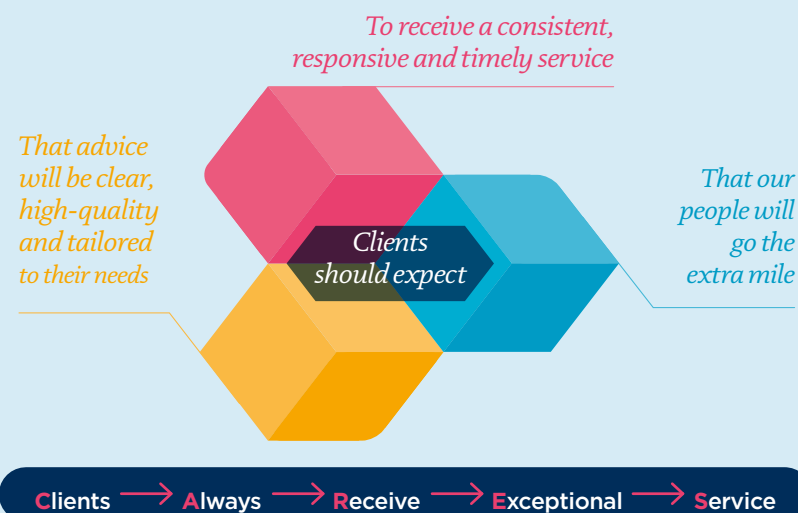 To receive a consistent,
responsive and timely service
That advice
will be clear,
high-quality
and tailored
to their needs
Clients
should expect
That our
people will
go the
extra mile
Clients → Always → Receive → Exceptional → Service